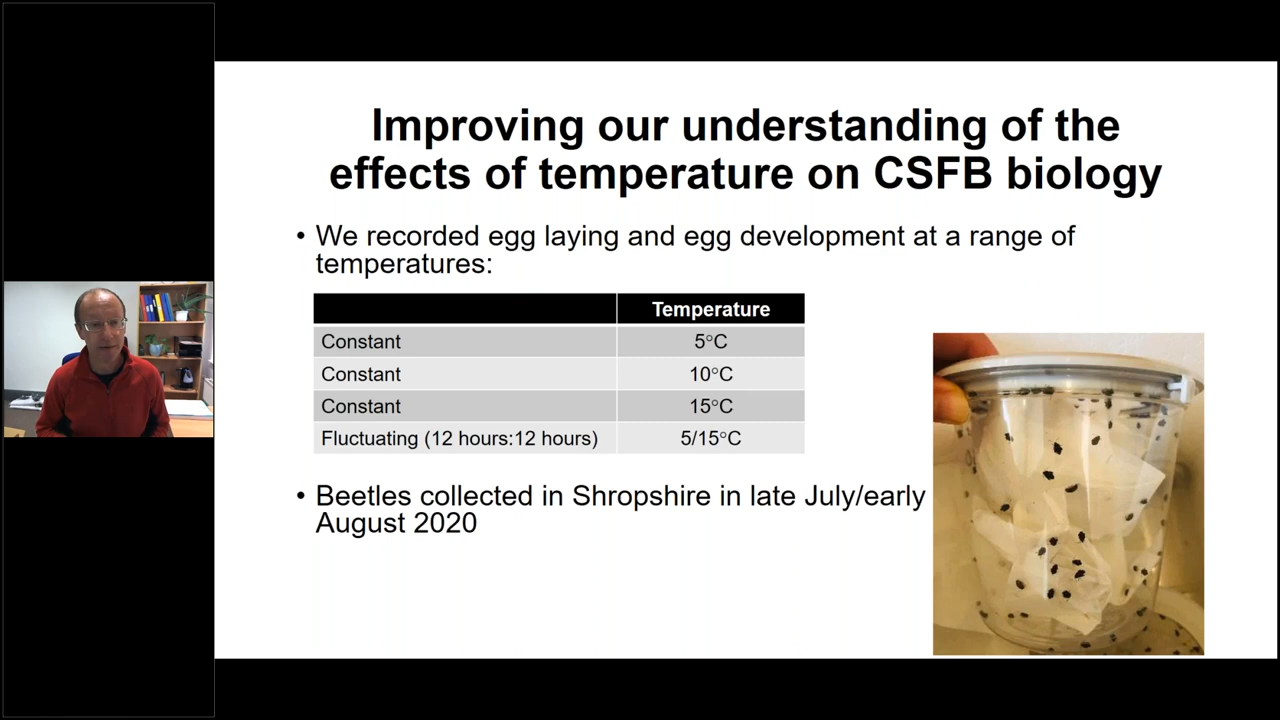 Improving our understanding of the
effects of temperature on CSFB biology
• We recorded egg laying and egg development at a range of
temperatures:
Temperature
Constant 5°C
Constant 10°C
Constant 15°C
Fluctuating (12 hours:12 hours) 5/15°C
• Beetles collected in Shropshire in late July/early
August 2020